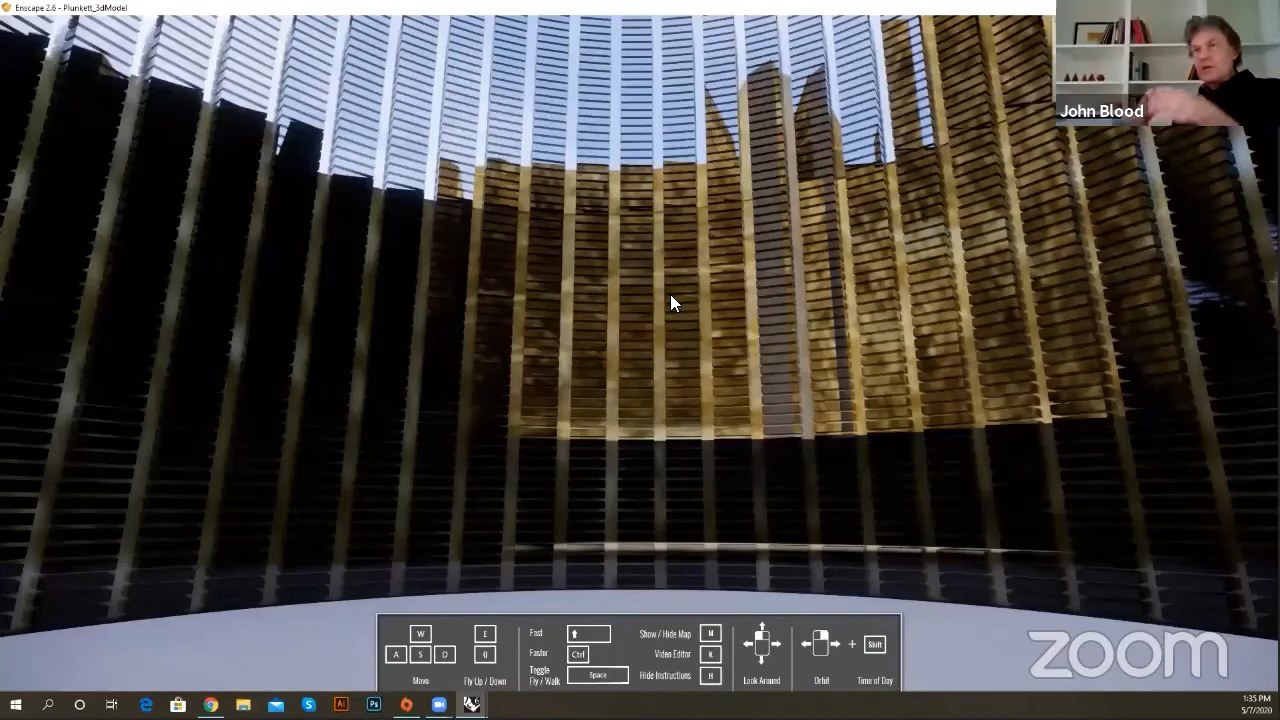 Enscape 2.6 - Plunkett_3dModel
John Blood
W
E
A
S
D
Q
Move
Fly Up / Down
Fast
Faster
Ctrl
Toggle
Fly / Walk
Space
Show / Hide Map
M
Video Editor
K
Hide Instructions
H
Look Around
Orbit
+
Shift
Time of Day
zoom
Ai
Ps
1:35 PM
5/7/2020